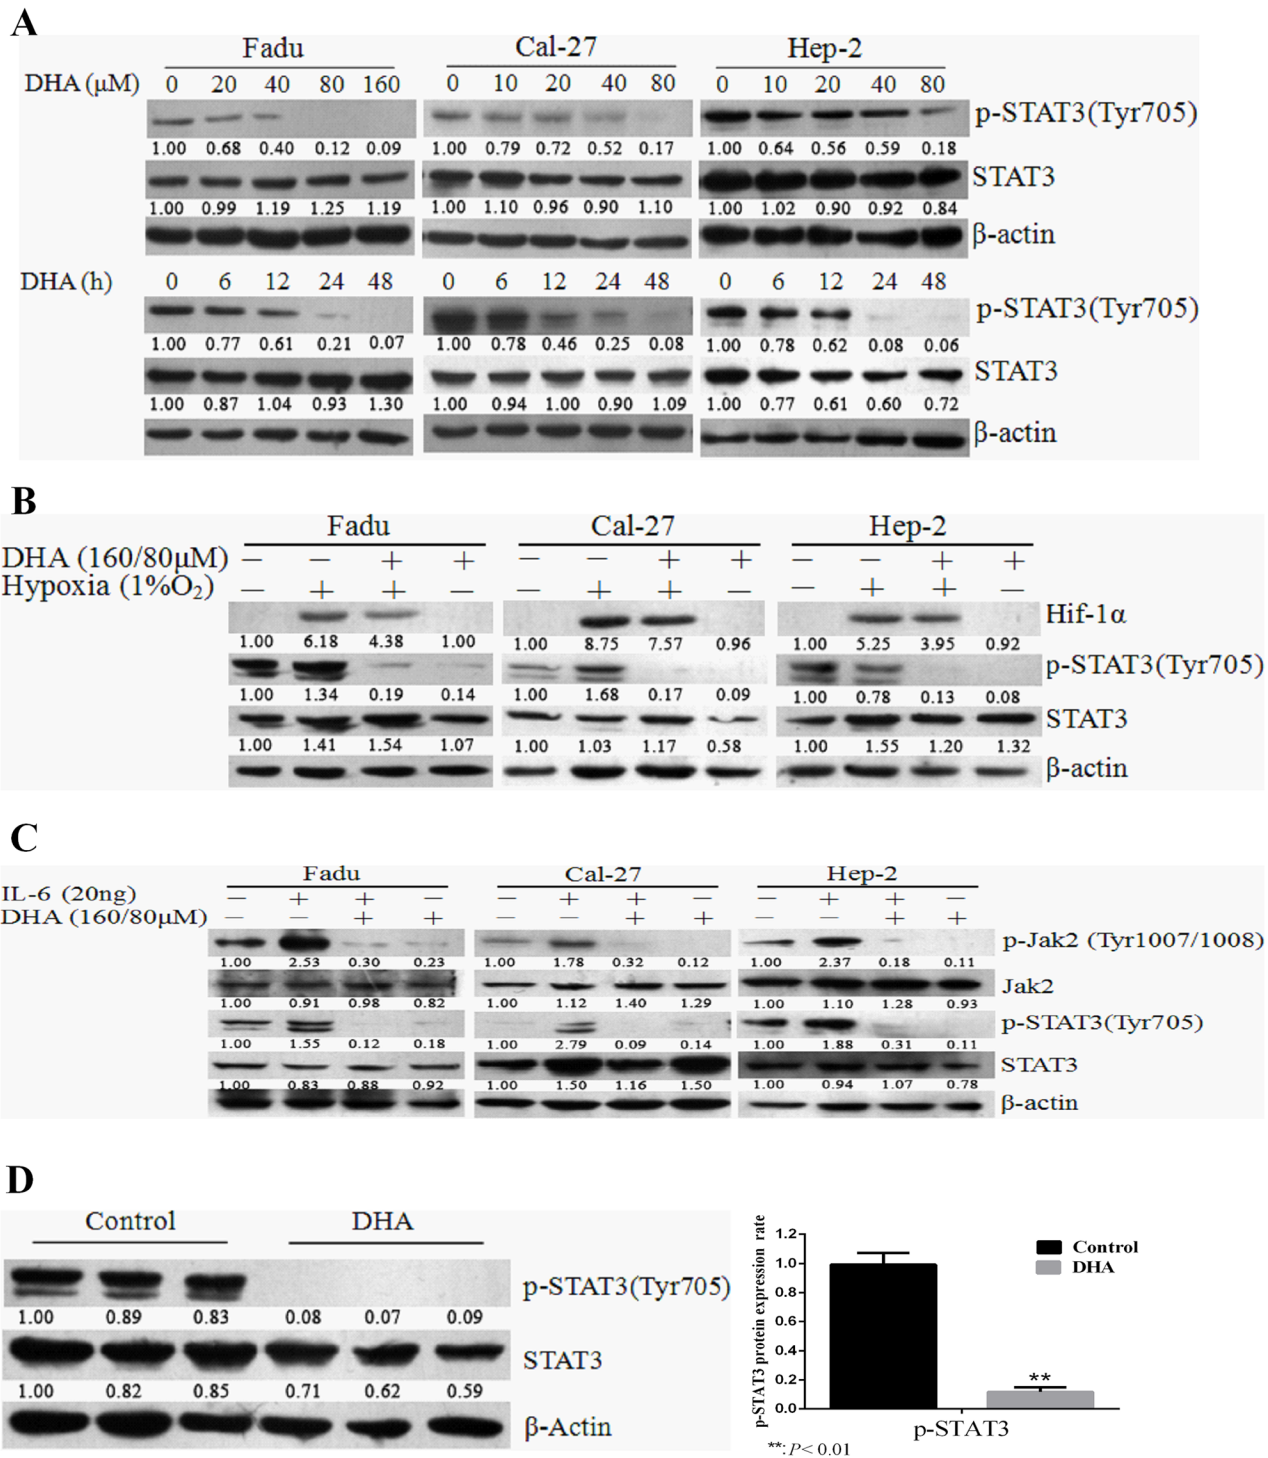 A
Fadu Cal-27 Hep-2
DHA (μM) 0 20 40 80 160 0 10 20 40 80 0 10 20 40 80
p-STAT3(Tyr705)
1.00 0.68 0.40 0.12 0.09 1.00 0.79 0.72 0.52 0.17 1.00 0.64 0.56 0.59 0.18
STAT3
1.00 0.99 1.19 1.25 1.19 1.00 1.10 0.96 0.90 1.10 1.00 1.02 0.90 0.92 0.84
β-actin
DHA (h) 0 6 12 24 48 0 6 12 24 48 0 6 12 24 48
p-STAT3(Tyr705)
1.00 0.77 0.61 0.21 0.07 1.00 0.78 0.46 0.25 0.08 1.00 0.78 0.62 0.08 0.06
STAT3
1.00 0.87 1.04 0.93 1.30 1.00 0.94 1.00 0.90 1.09 1.00 0.77 0.61 0.60 0.72
β-actin
B
Fadu Cal-27 Hep-2
DHA (160/80μM) — — + + — — + + — — + +
Hypoxia (1%O₂) — + + — — + + — — + + —
Hif-1α
1.00 6.18 4.38 1.00 1.00 8.75 7.57 0.96 1.00 5.25 3.95 0.92
p-STAT3(Tyr705)
1.00 1.34 0.19 0.14 1.00 1.68 0.17 0.09 1.00 0.78 0.13 0.08
STAT3
1.00 1.41 1.54 1.07 1.00 1.03 1.17 0.58 1.00 1.55 1.20 1.32
β-actin
C
Fadu Cal-27 Hep-2
IL-6 (20ng) — + + — — + + — — + + —
DHA (160/80μM) — — + + — — + + — — + +
p-Jak2 (Tyr1007/1008)
1.00 2.53 0.30 0.23 1.00 1.78 0.32 0.12 1.00 2.37 0.18 0.11
Jak2
1.00 0.91 0.98 0.82 1.00 1.12 1.40 1.29 1.00 1.10 1.28 0.93
p-STAT3(Tyr705)
1.00 1.55 0.12 0.18 1.00 2.79 0.09 0.14 1.00 1.88 0.31 0.11
STAT3
1.00 0.83 0.88 0.92 1.00 1.50 1.16 1.50 1.00 0.94 1.07 0.78
β-actin
D
Control DHA
p-STAT3(Tyr705)
1.00 0.89 0.83 0.08 0.07 0.09
STAT3
1.00 0.82 0.85 0.71 0.62 0.59
β-Actin
p-STAT3 protein expression rate
1.2
1.0
0.8
0.6
0.4
0.2
0.0
Control
DHA
**
p-STAT3
**: P< 0.01